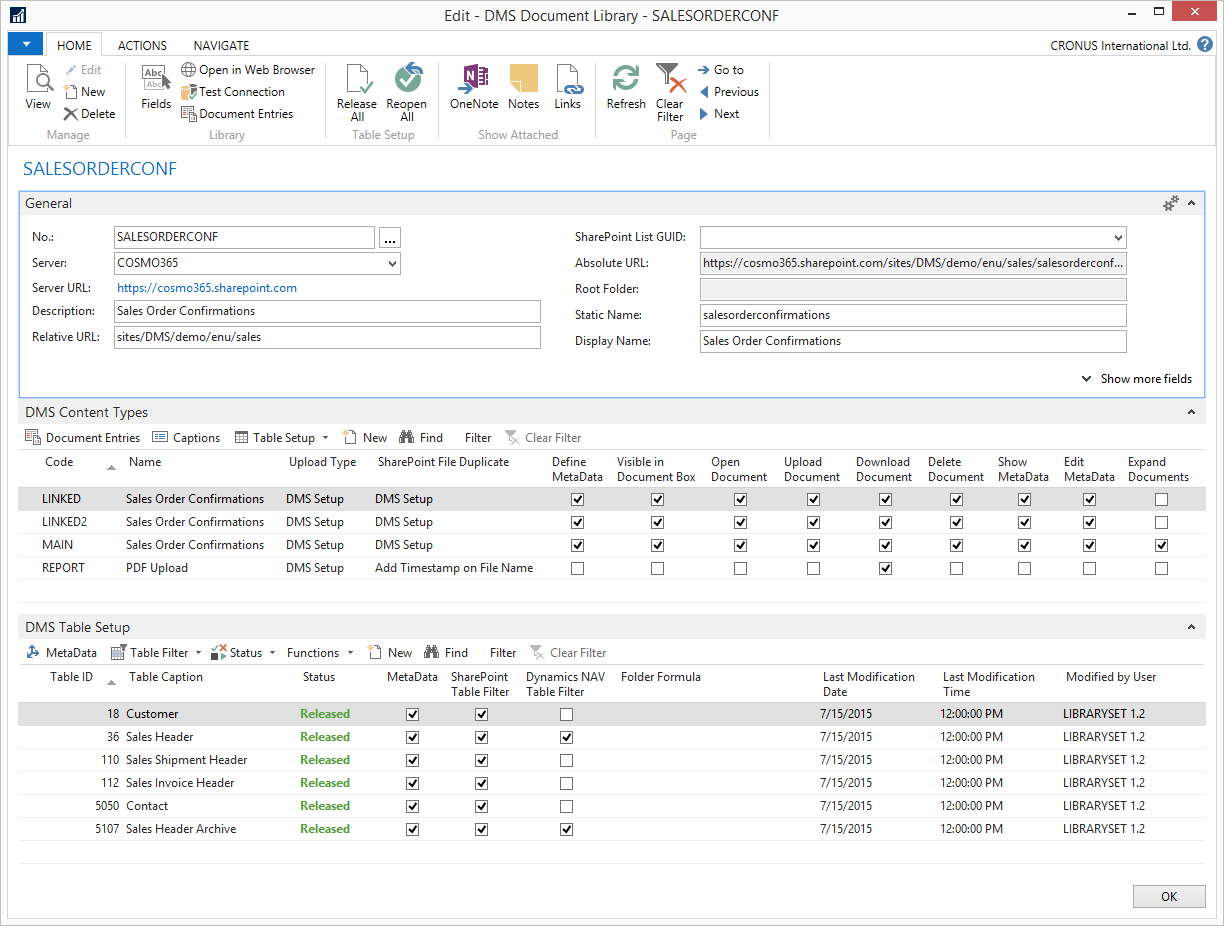 Edit - DMS Document Library - SALESORDERCONF
HOME ACTIONS NAVIGATE CRONUS International Ltd. ?
View
Edit
New
Delete
Manage
Abc
Abc
Fields
Open in Web Browser
Test Connection
Document Entries
Library
Release All
Reopen All
Table Setup
N
OneNote
Notes
Links
Show Attached
Refresh
Clear Filter
Go to
Previous
Next
Page
SALESORDERCONF
General
No.: SALESORDERCONF ...
Server: COSMO365
Server URL: https://cosmo365.sharepoint.com
Description: Sales Order Confirmations
Relative URL: sites/DMS/demo/enu/sales
SharePoint List GUID:
Absolute URL: https://cosmo365.sharepoint.com/sites/DMS/demo/enu/sales/salesorderconf...
Root Folder:
Static Name: salesorderconfirmations
Display Name: Sales Order Confirmations
Show more fields
DMS Content Types
Document Entries Captions Table Setup New Find Filter Clear Filter
Code Name Upload Type SharePoint File Duplicate Define MetaData Visible in Document Box Open Document Upload Document Download Document Delete Document Show MetaData Edit MetaData Expand Documents
LINKED Sales Order Confirmations DMS Setup DMS Setup
LINKED2 Sales Order Confirmations DMS Setup DMS Setup
MAIN Sales Order Confirmations DMS Setup DMS Setup
REPORT PDF Upload DMS Setup Add Timestamp on File Name
DMS Table Setup
MetaData Table Filter Status Functions New Find Filter Clear Filter
Table ID Table Caption Status MetaData SharePoint Table Filter Dynamics NAV Table Filter Folder Formula Last Modification Date Last Modification Time Modified by User
18 Customer Released 7/15/2015 12:00:00 PM LIBRARYSET 1.2
36 Sales Header Released 7/15/2015 12:00:00 PM LIBRARYSET 1.2
110 Sales Shipment Header Released 7/15/2015 12:00:00 PM LIBRARYSET 1.2
112 Sales Invoice Header Released 7/15/2015 12:00:00 PM LIBRARYSET 1.2
5050 Contact Released 7/15/2015 12:00:00 PM LIBRARYSET 1.2
5107 Sales Header Archive Released 7/15/2015 12:00:00 PM LIBRARYSET 1.2
OK